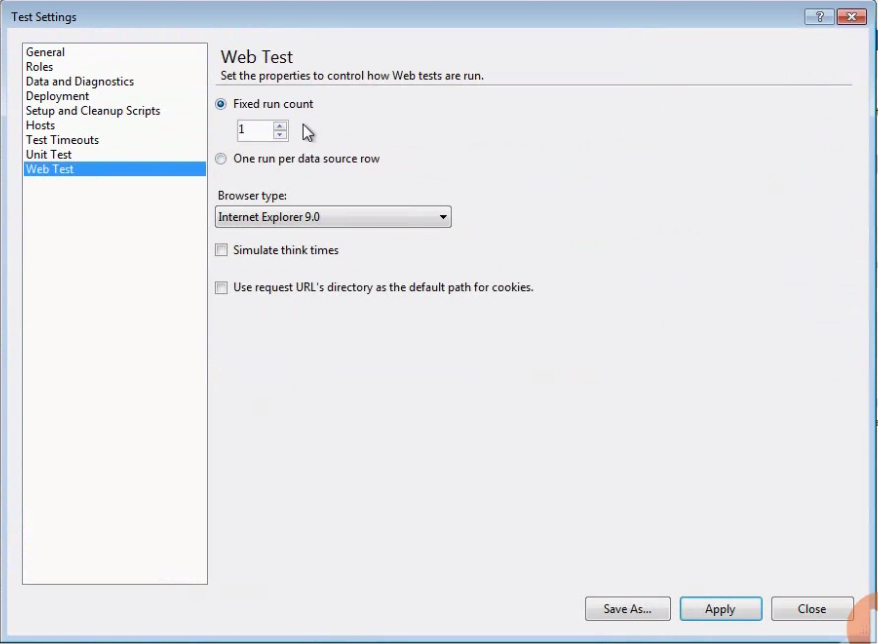 Test Settings
General
Roles
Data and Diagnostics
Deployment
Setup and Cleanup Scripts
Hosts
Test Timeouts
Unit Test
Web Test
Web Test
Set the properties to control how Web tests are run.
Fixed run count
1
One run per data source row
Browser type:
Internet Explorer 9.0
Simulate think times
Use request URL's directory as the default path for cookies.
Save As...
Apply
Close